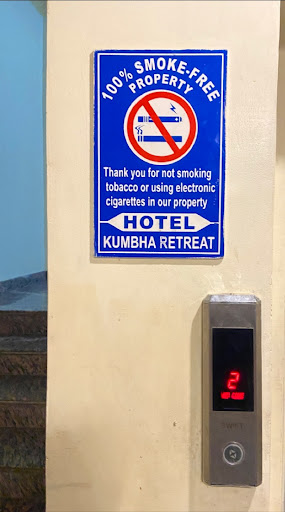 100% SMOKE-FREE
PROPERTY
Thank you for not smoking
tobacco or using electronic
cigarettes in our property
HOTEL
KUMBHA RETREAT
2